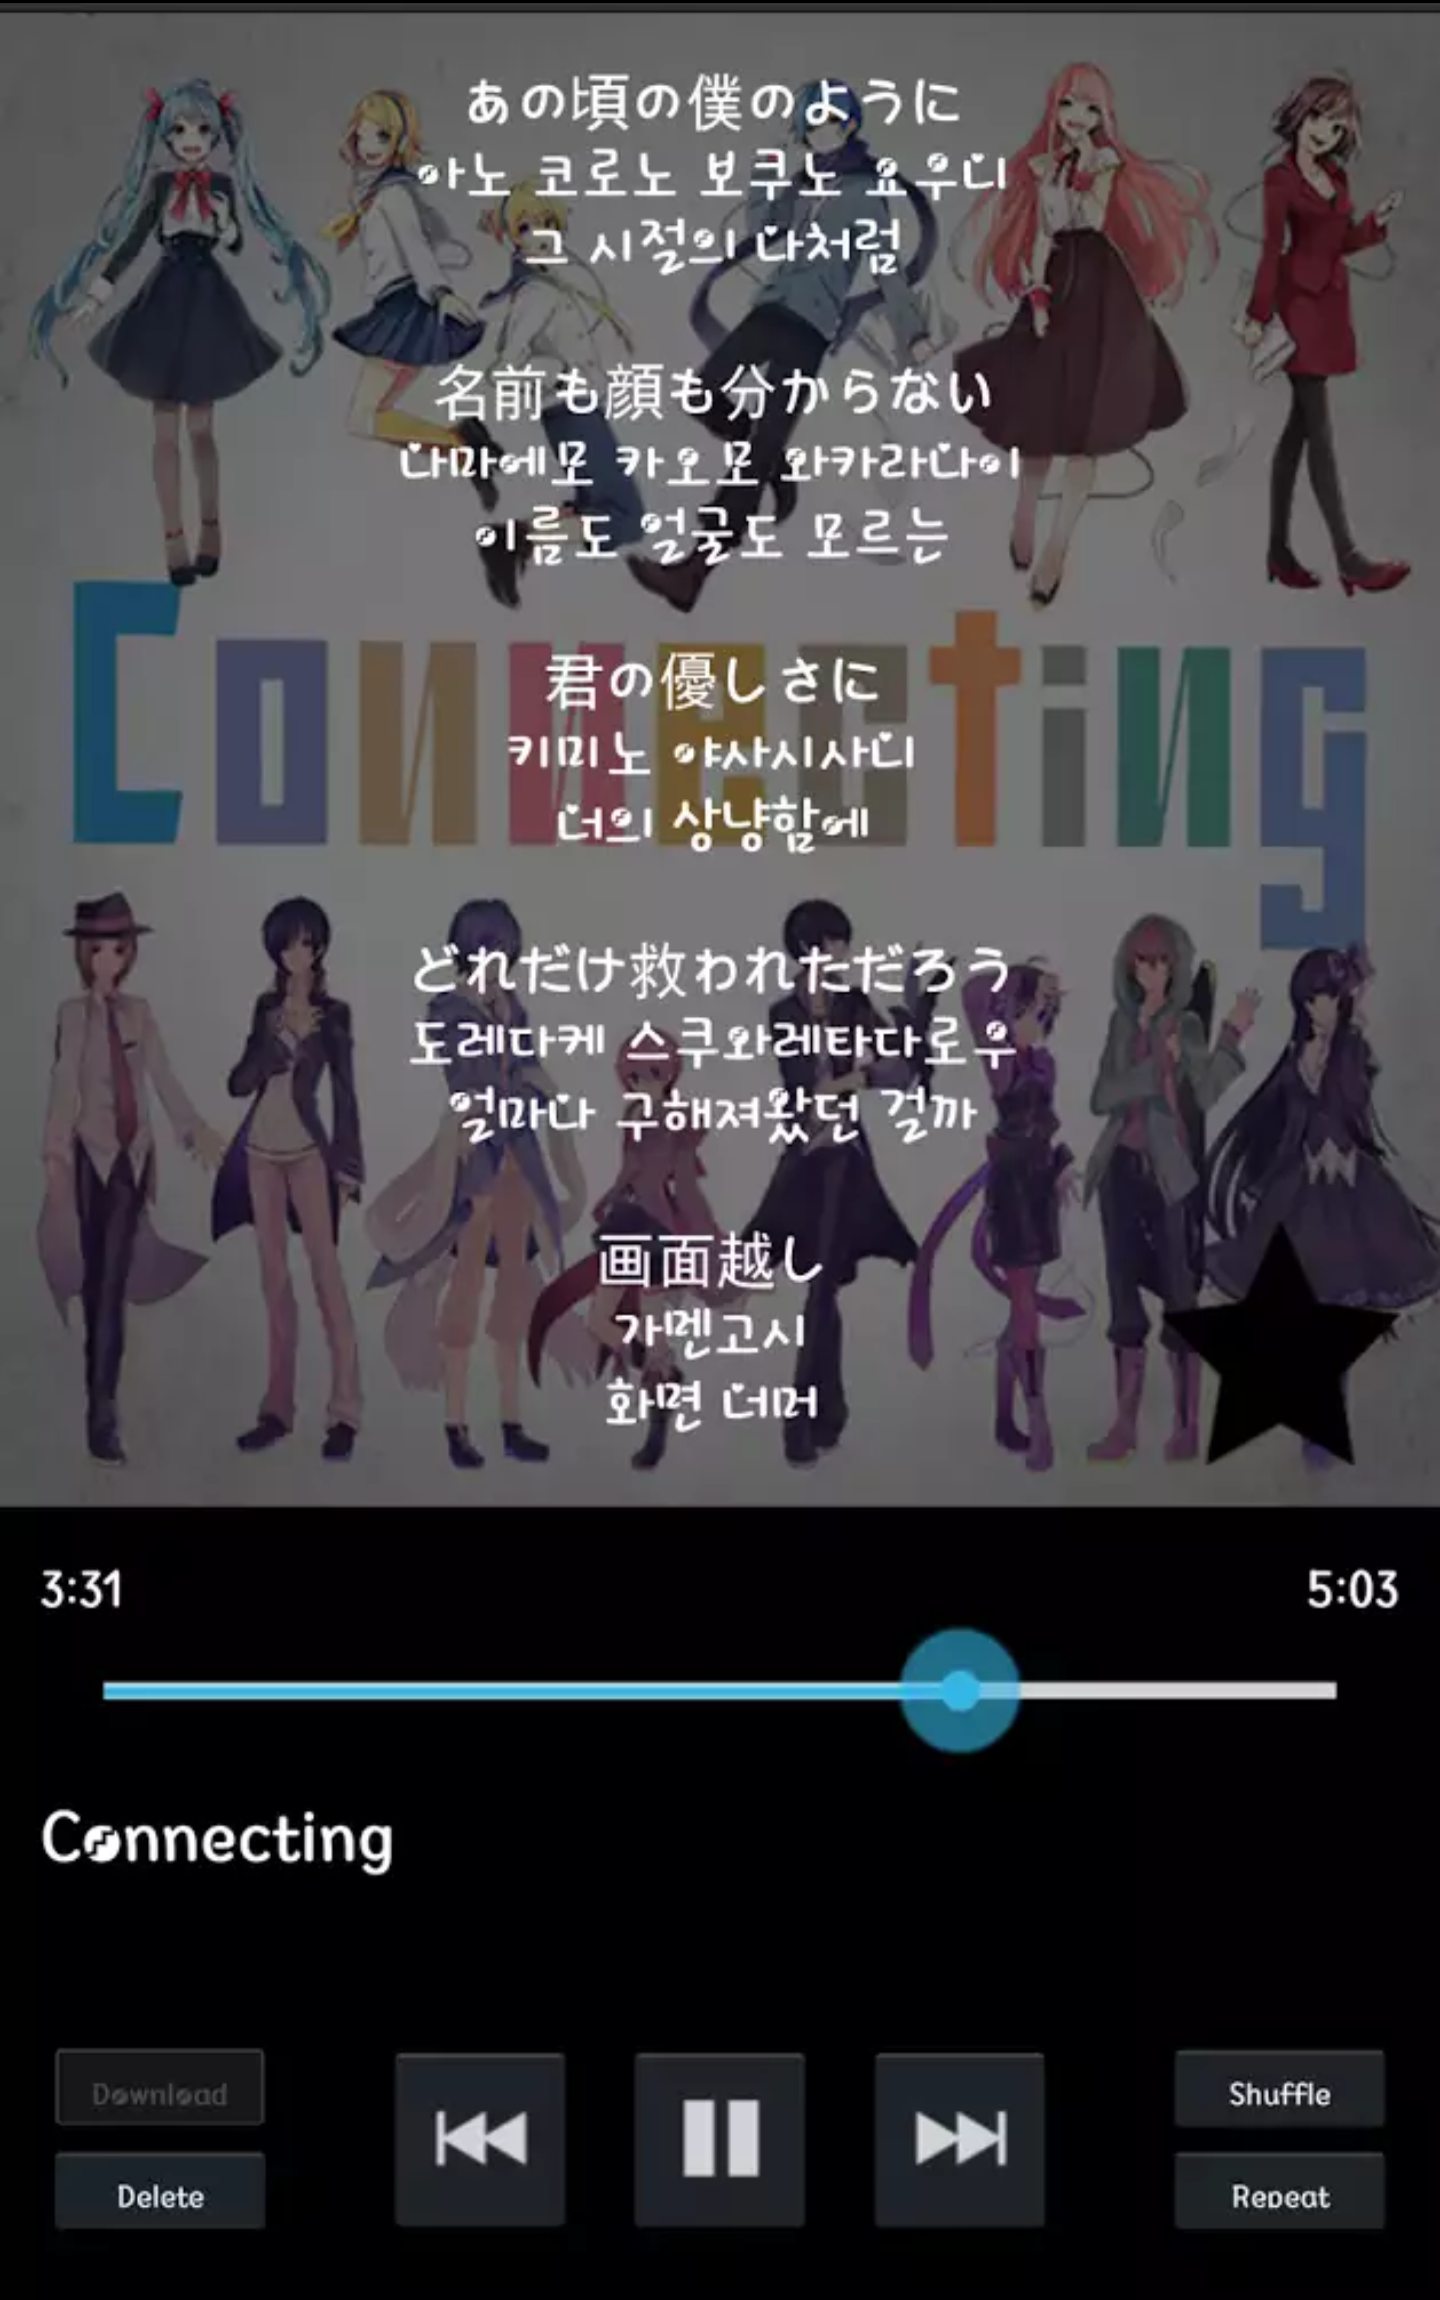 あの頃の僕のように
아노 코로노 보쿠노 요우니
그 시절의 나처럼
名前も顔も分からない
나마에모 카오모 와카라나이
이름도 얼굴도 모르는
Connecting
君の優しさに
키미노 야사시사니
너의 상냥함에
どれだけ救われただろう
도레다케 스쿠와레타다로우
얼마나 구해져왔던 걸까
画面越し
가멘고시
화면 너머
3:31
5:03
Connecting
Download
Delete
Shuffle
Repeat